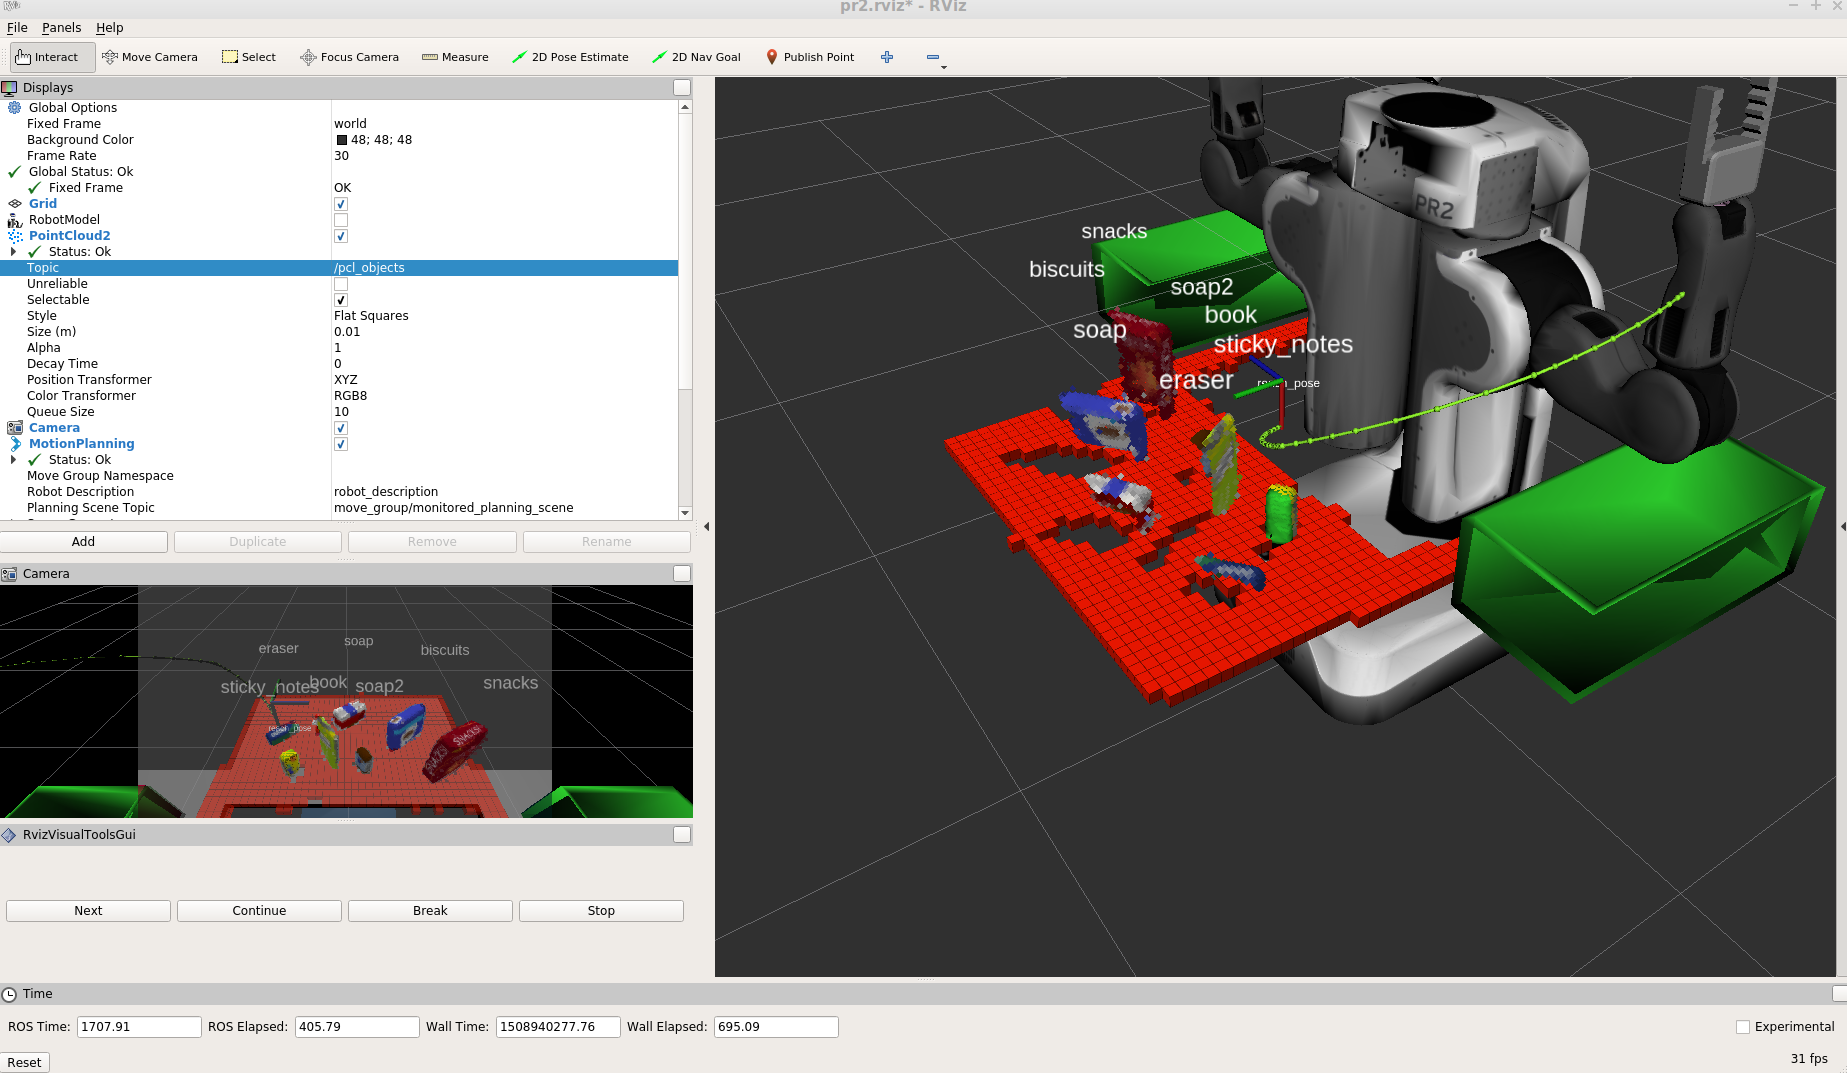 pr2.rviz* - RViz
File Panels Help
Interact Move Camera Select Focus Camera Measure 2D Pose Estimate 2D Nav Goal Publish Point
Displays
Global Options
Fixed Frame world
Background Color 48; 48; 48
Frame Rate 30
Global Status: Ok
Fixed Frame OK
Grid
RobotModel
PointCloud2
Status: Ok
Topic /pcl_objects
Unreliable
Selectable
Style Flat Squares
Size (m) 0.01
Alpha 1
Decay Time 0
Position Transformer XYZ
Color Transformer RGB8
Queue Size 10
Camera
MotionPlanning
Status: Ok
Move Group Namespace
Robot Description robot_description
Planning Scene Topic move_group/monitored_planning_scene
Add Duplicate Remove Rename
Camera
eraser soap biscuits
sticky_notes book soap2 snacks
SNACKS
RvizVisualToolsGui
Next Continue Break Stop
PR2
snacks
biscuits
soap2
book
soap
sticky_notes
eraser
Time
ROS Time: 1707.91 ROS Elapsed: 405.79 Wall Time: 1508940277.76 Wall Elapsed: 695.09 Experimental
Reset 31 fps